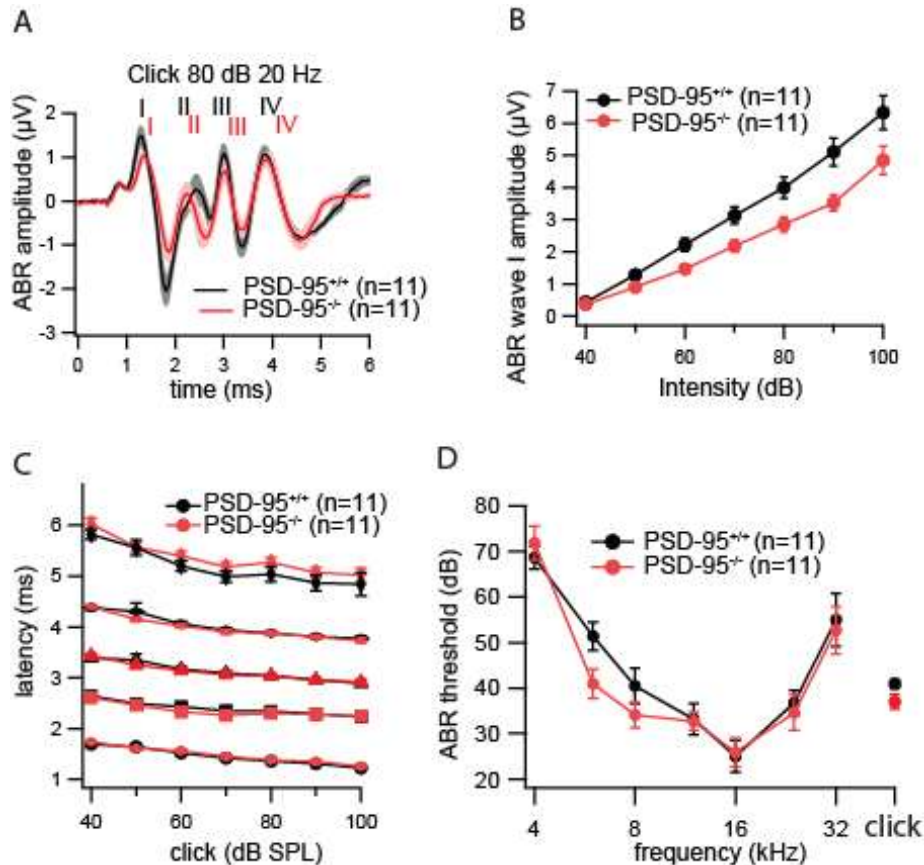 A
Click 80 dB 20 Hz
I II III IV
I II III IV
ABR amplitude (µV)
2
1
0
-1
-2
-3
PSD-95+/+ (n=11)
PSD-95-/- (n=11)
0 1 2 3 4 5 6
time (ms)
B
ABR wave I amplitude (µV)
7
6
5
4
3
2
1
0
PSD-95+/+ (n=11)
PSD-95-/- (n=11)
40 60 80 100
Intensity (dB)
C
latency (ms)
6
5
4
3
2
1
PSD-95+/+ (n=11)
PSD-95-/- (n=11)
40 50 60 70 80 90 100
click (dB SPL)
D
ABR threshold (dB)
80
70
60
50
40
30
20
PSD-95+/+ (n=11)
PSD-95-/- (n=11)
4 8 16 32 click
frequency (kHz)